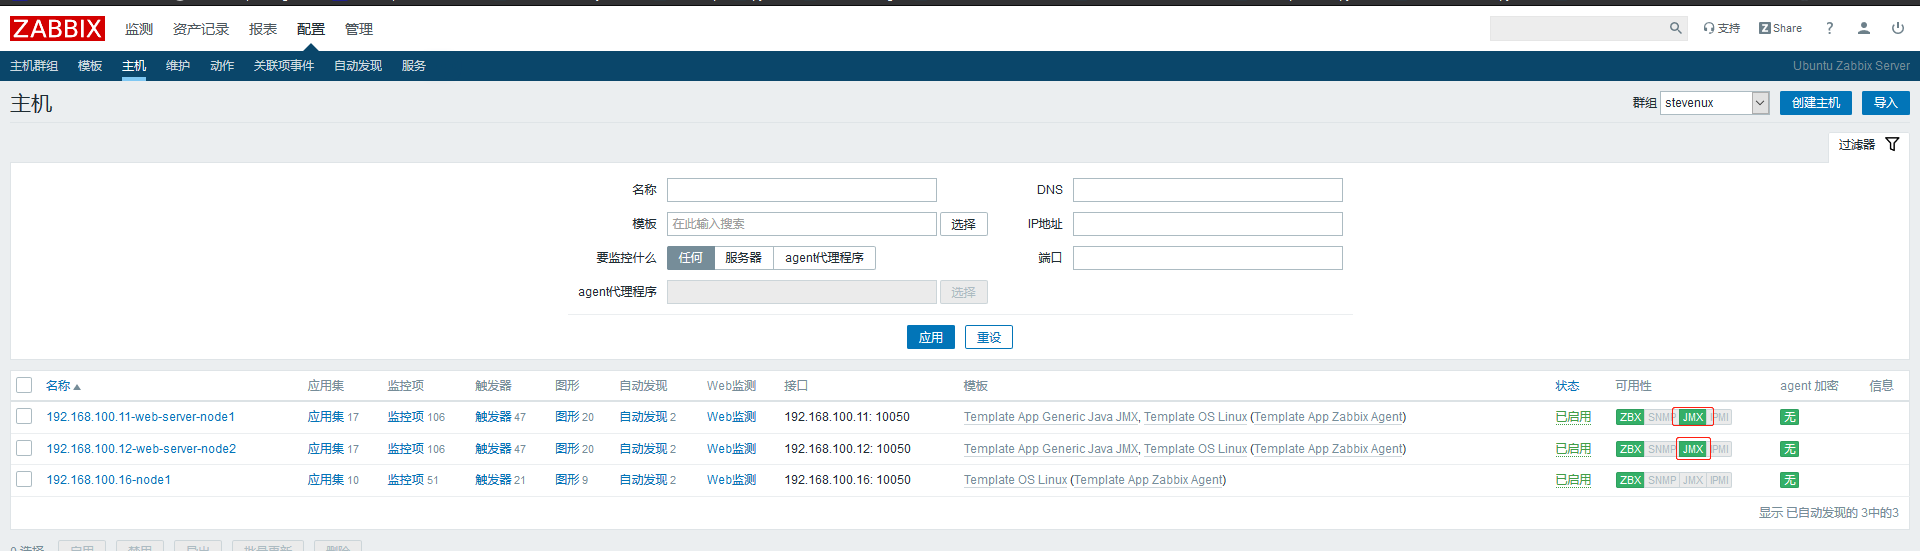 ZABBIX 监测 资产记录 报表 配置 管理 支持 Z Share ?
主机群组 模板 主机 维护 动作 关联项事件 自动发现 服务 Ubuntu Zabbix Server
主机 群组 stevenux 创建主机 导入
过滤器
名称 DNS
模板 在此输入搜索 选择 IP地址
要监控什么 任何 服务器 agent代理程序 端口
agent代理程序 选择
应用 重设
名称 应用集 监控项 触发器 图形 自动发现 Web监测 接口 模板 状态 可用性 agent 加密 信息
192.168.100.11-web-server-node1 应用集 17 监控项 106 触发器 47 图形 20 自动发现 2 Web监测 192.168.100.11: 10050 Template App Generic Java JMX, Template OS Linux (Template App Zabbix Agent) 已启用 ZBX SNMP JMX IPMI 无
192.168.100.12-web-server-node2 应用集 17 监控项 106 触发器 47 图形 20 自动发现 2 Web监测 192.168.100.12: 10050 Template App Generic Java JMX, Template OS Linux (Template App Zabbix Agent) 已启用 ZBX SNMP JMX IPMI 无
192.168.100.16-node1 应用集 10 监控项 51 触发器 21 图形 9 自动发现 2 Web监测 192.168.100.16: 10050 Template OS Linux (Template App Zabbix Agent) 已启用 ZBX SNMP JMX IPMI 无
显示 已自动发现的 3中的3
0 选择 启用 禁用 导出 批量更新 删除